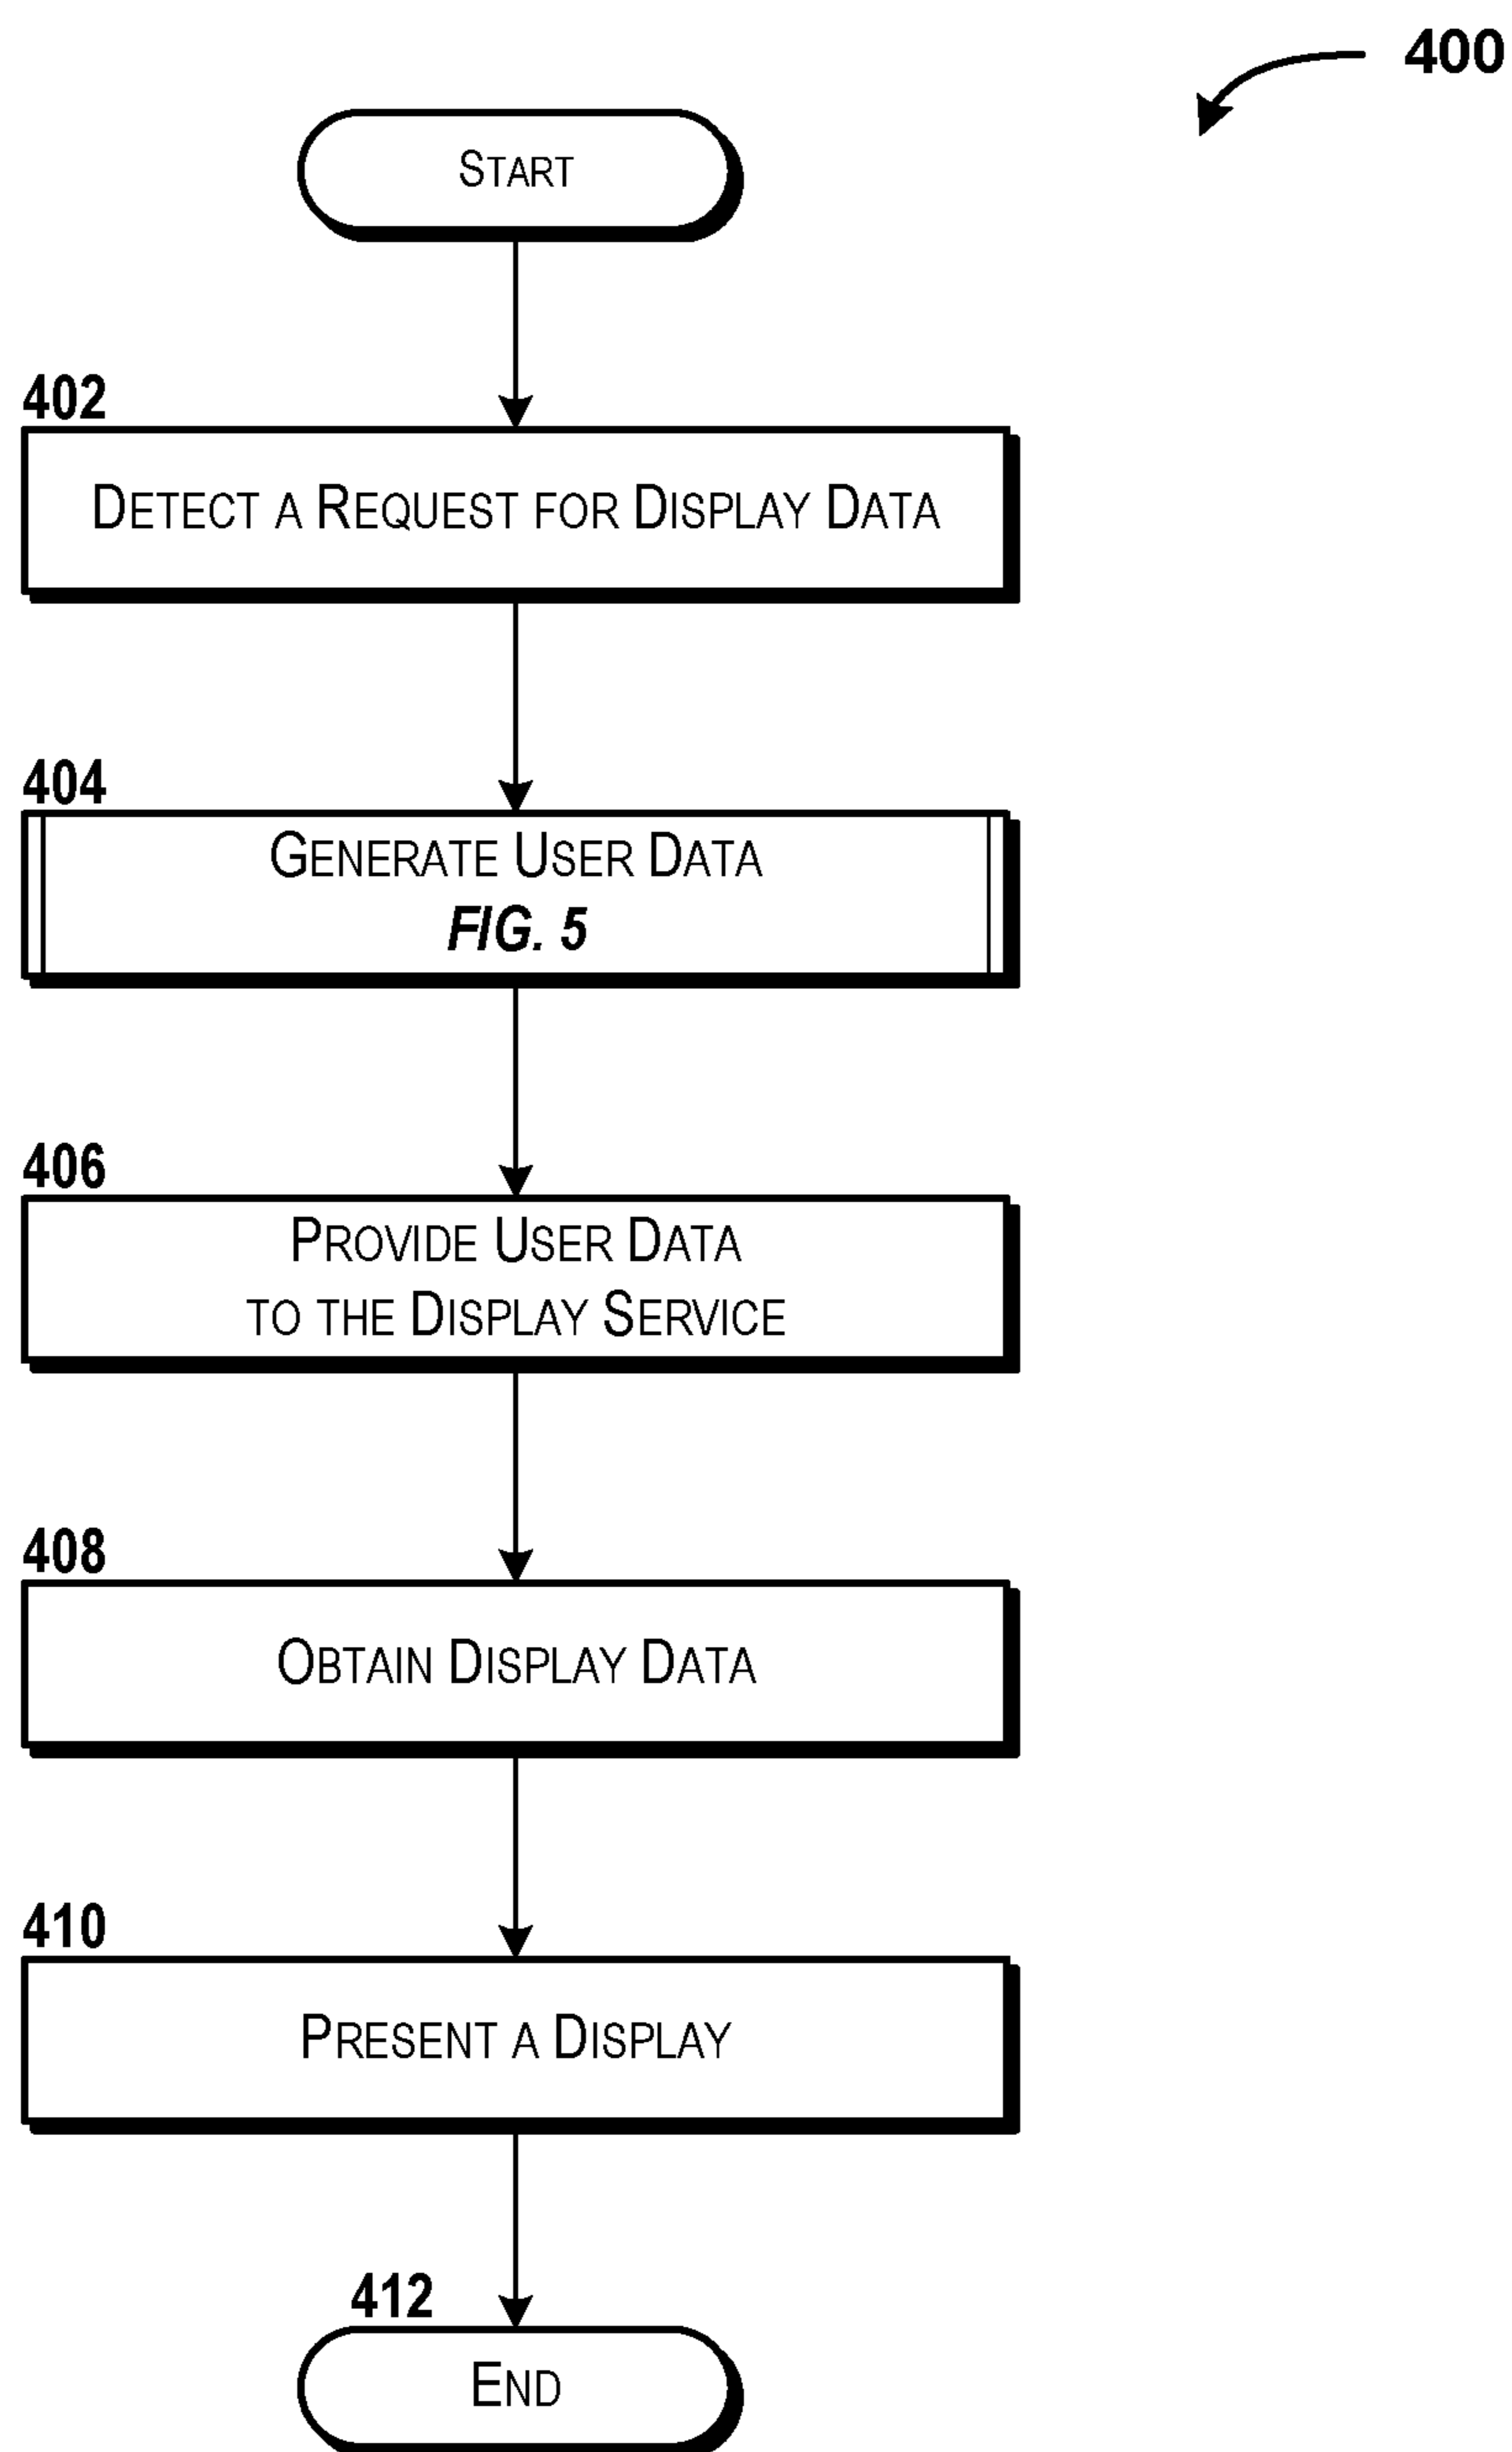 400
START
402
DETECT A REQUEST FOR DISPLAY DATA
404
GENERATE USER DATA
FIG. 5
406
PROVIDE USER DATA
TO THE DISPLAY SERVICE
408
OBTAIN DISPLAY DATA
410
PRESENT A DISPLAY
412
END